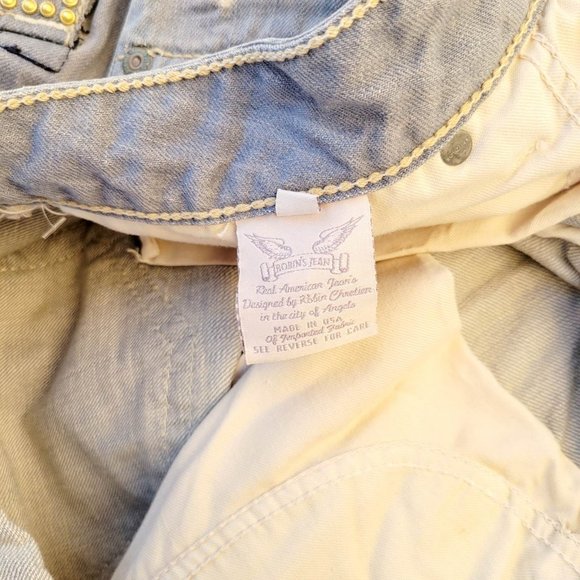 ROBIN'S JEAN
Real American Jean's
Designed by Robin Chretien
in the city of Angels
MADE IN USA
Of Imported Fabric
SEE REVERSE FOR CARE